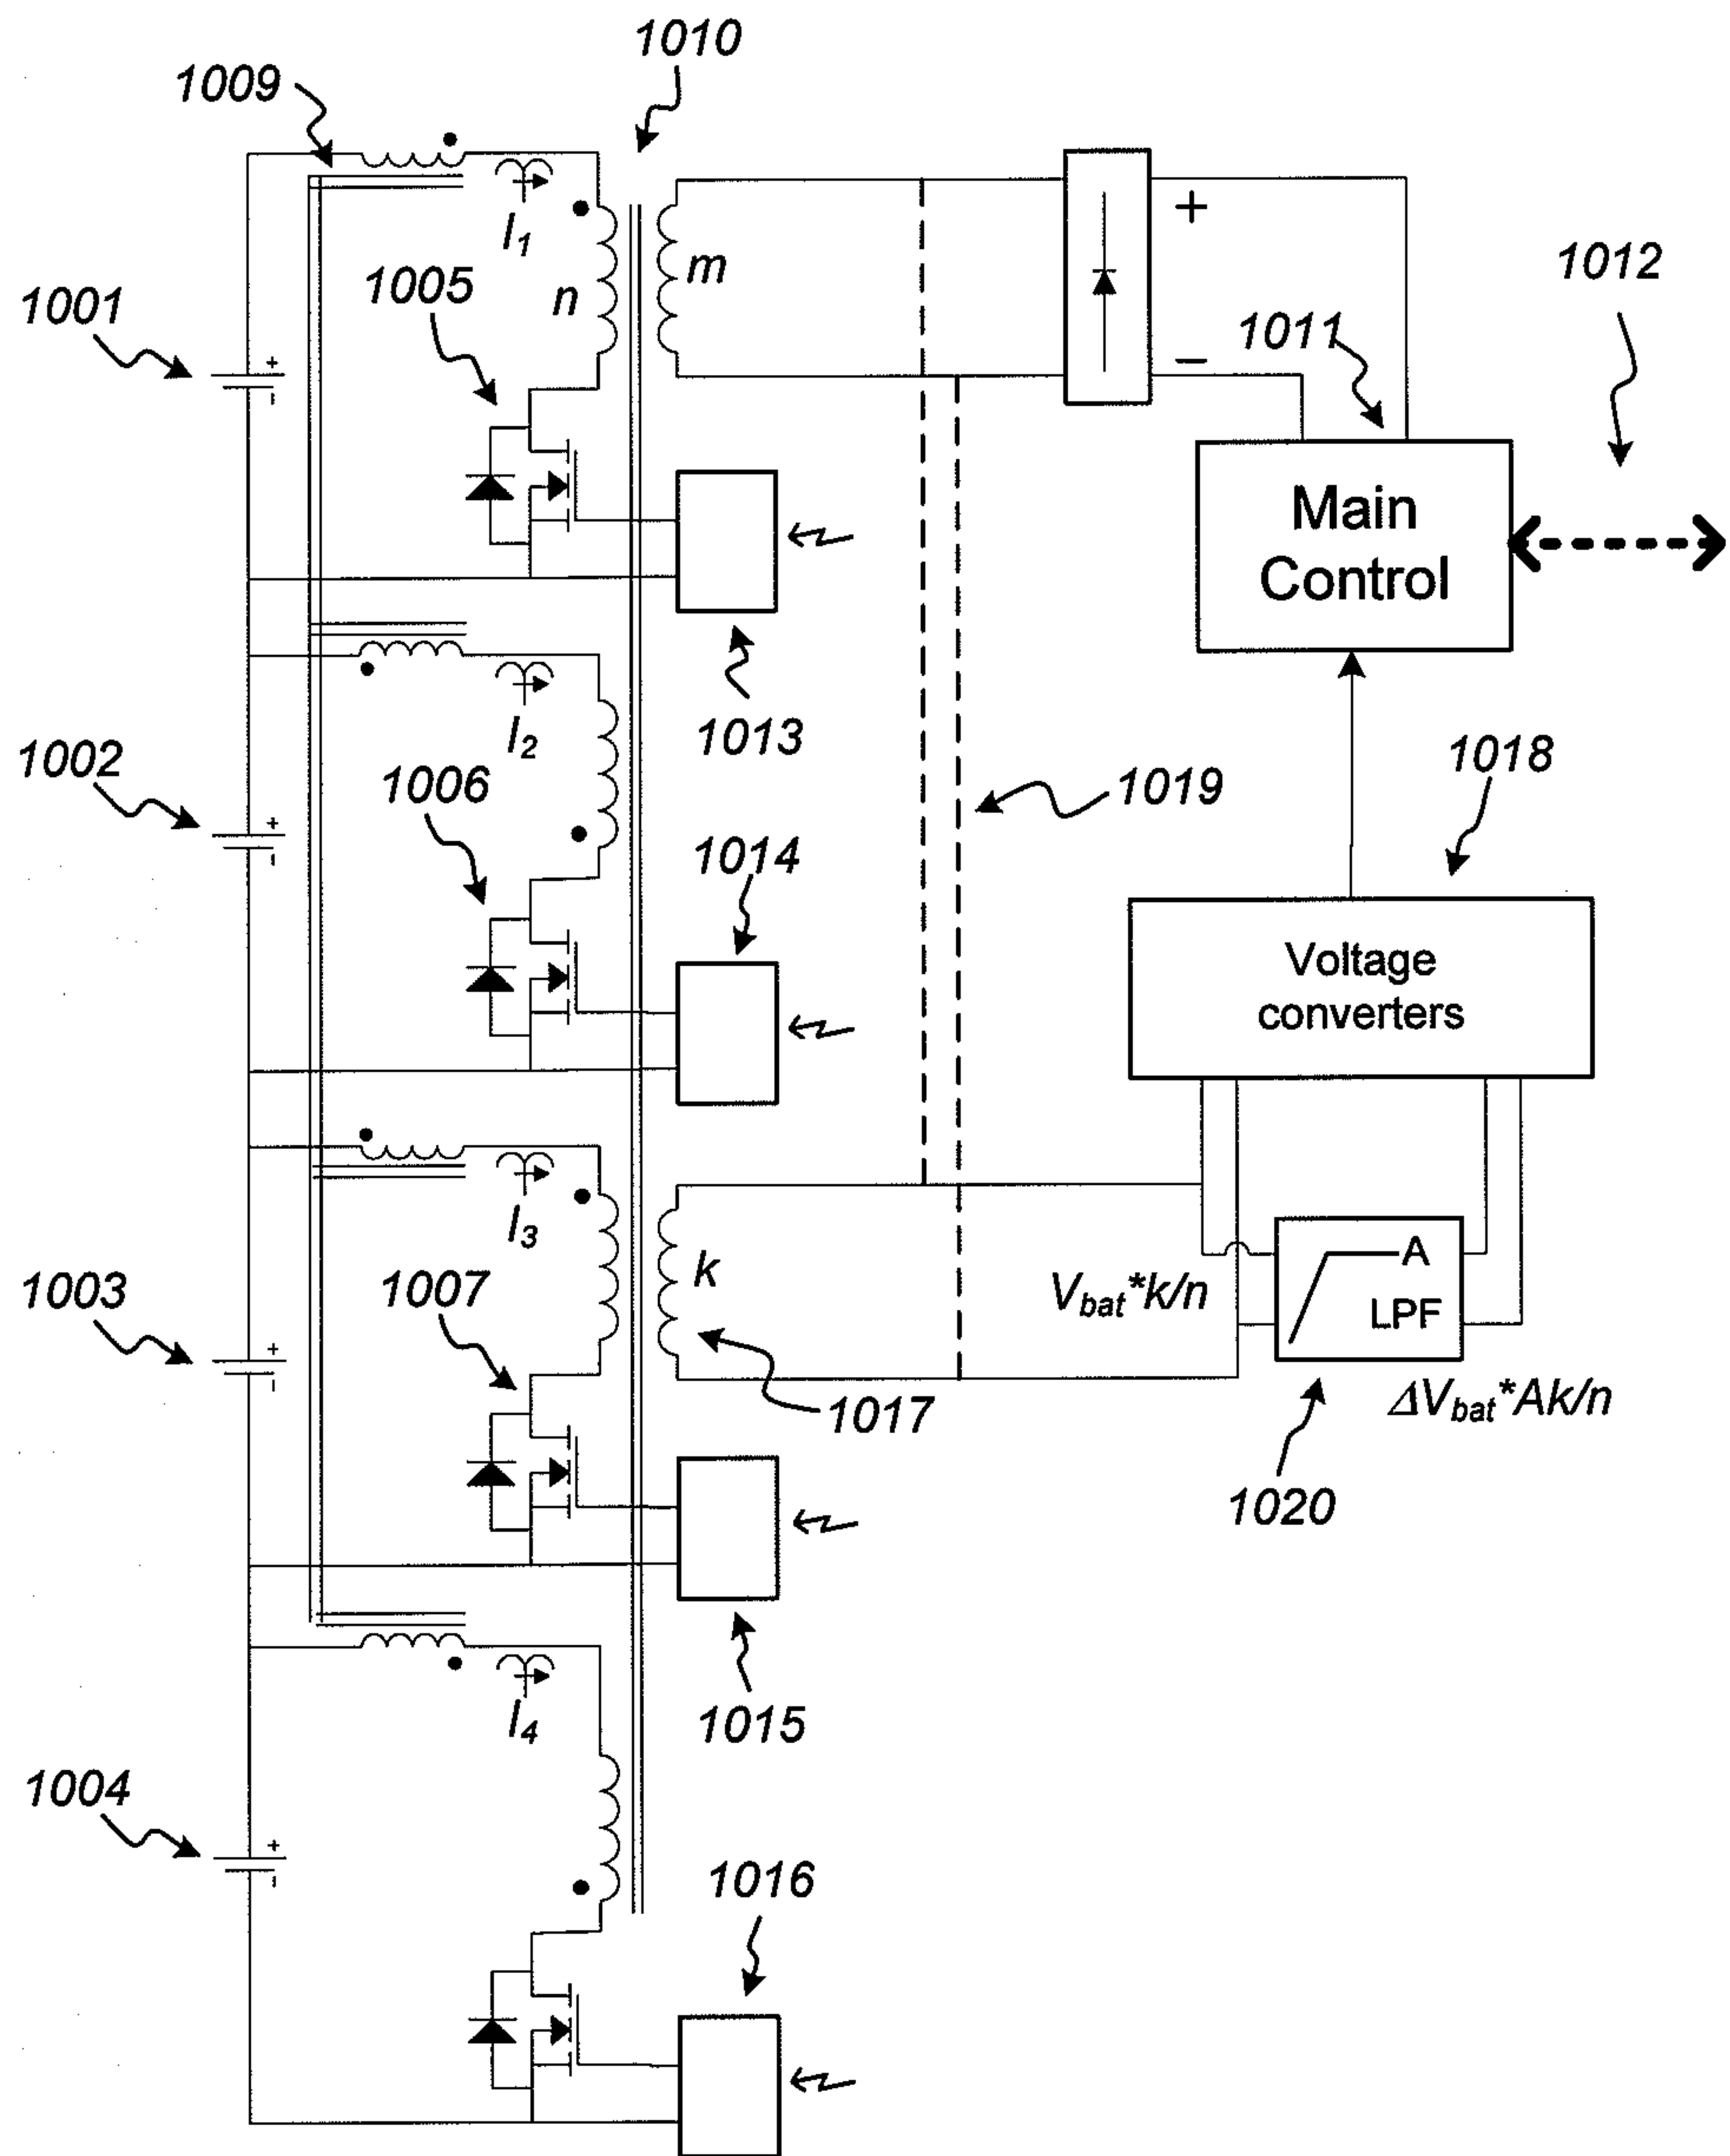 1010
1009
I1
n
m
+
−
1005
1001
1011
1012
Main
Control
1013
I2
1002
1006
1014
1019
1018
Voltage
converters
I3
1003
1007
k
1017
Vbat*k/n
A
LPF
ΔVbat*Ak/n
1020
1015
I4
1004
1016
+
-
+
-
+
-
+
-